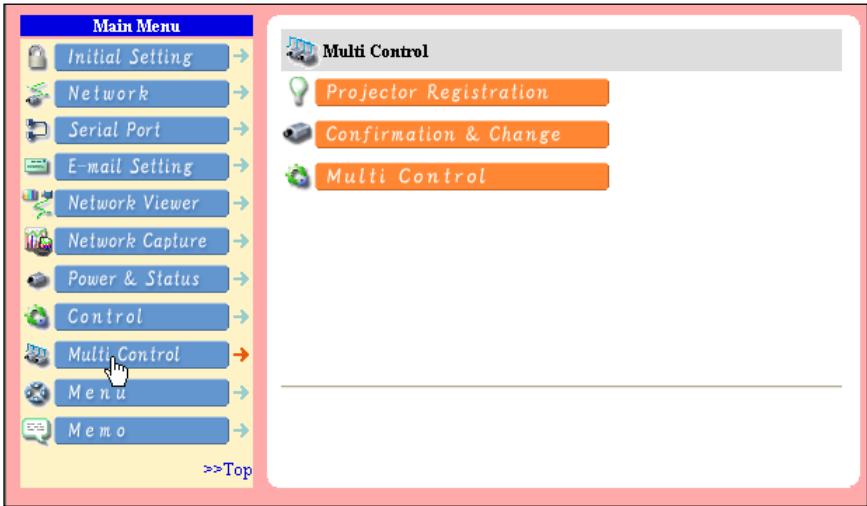 Main Menu
Initial Setting
Network
Serial Port
E-mail Setting
Network Viewer
Network Capture
Power & Status
Control
Multi Control
Menu
Memo
>>Top
Multi Control
Projector Registration
Confirmation & Change
Multi Control